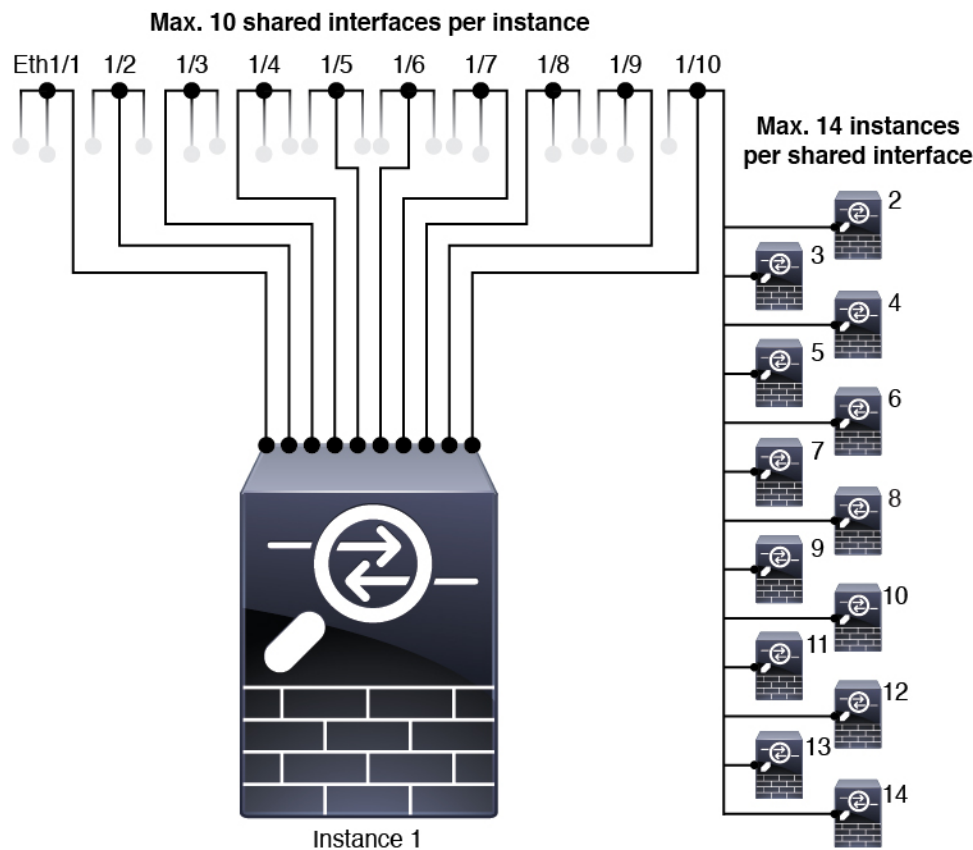 Max. 10 shared interfaces per instance
Eth1/1 1/2 1/3 1/4 1/5 1/6 1/7 1/8 1/9 1/10
Max. 14 instances
per shared interface
2
3
4
5
6
7
8
9
10
11
12
13
14
Instance 1